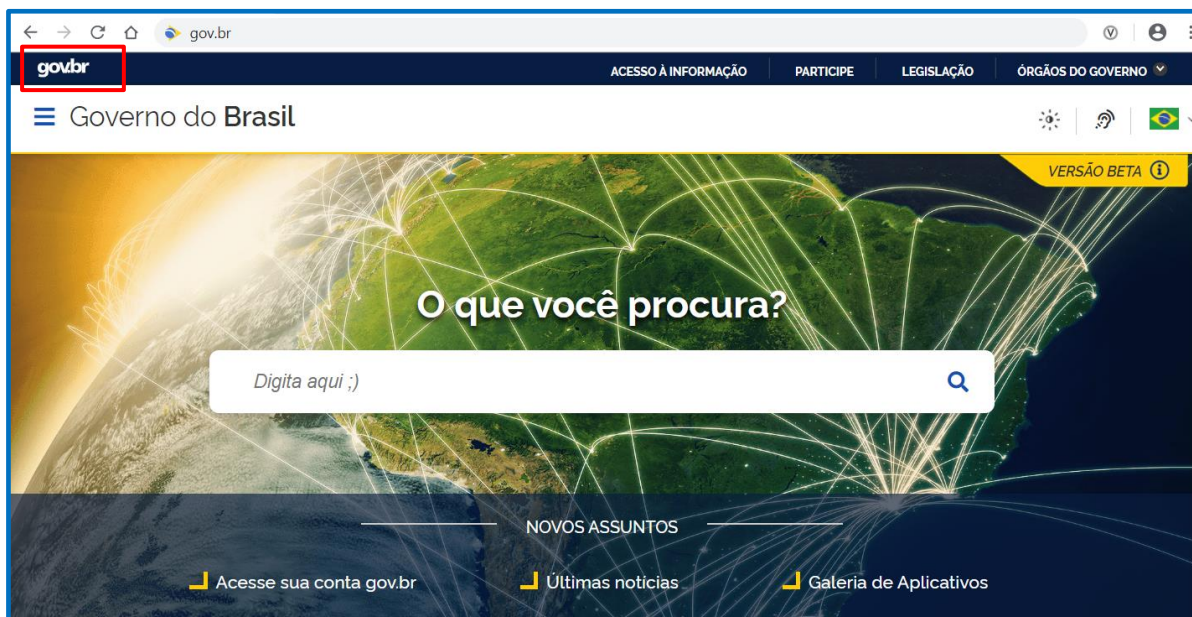 gov.br
gov.br ACESSO À INFORMAÇÃO PARTICIPE LEGISLAÇÃO ÓRGÃOS DO GOVERNO
Governo do Brasil
VERSÃO BETA
O que você procura?
Digita aqui ;)
NOVOS ASSUNTOS
Acesse sua conta gov.br Últimas notícias Galeria de Aplicativos